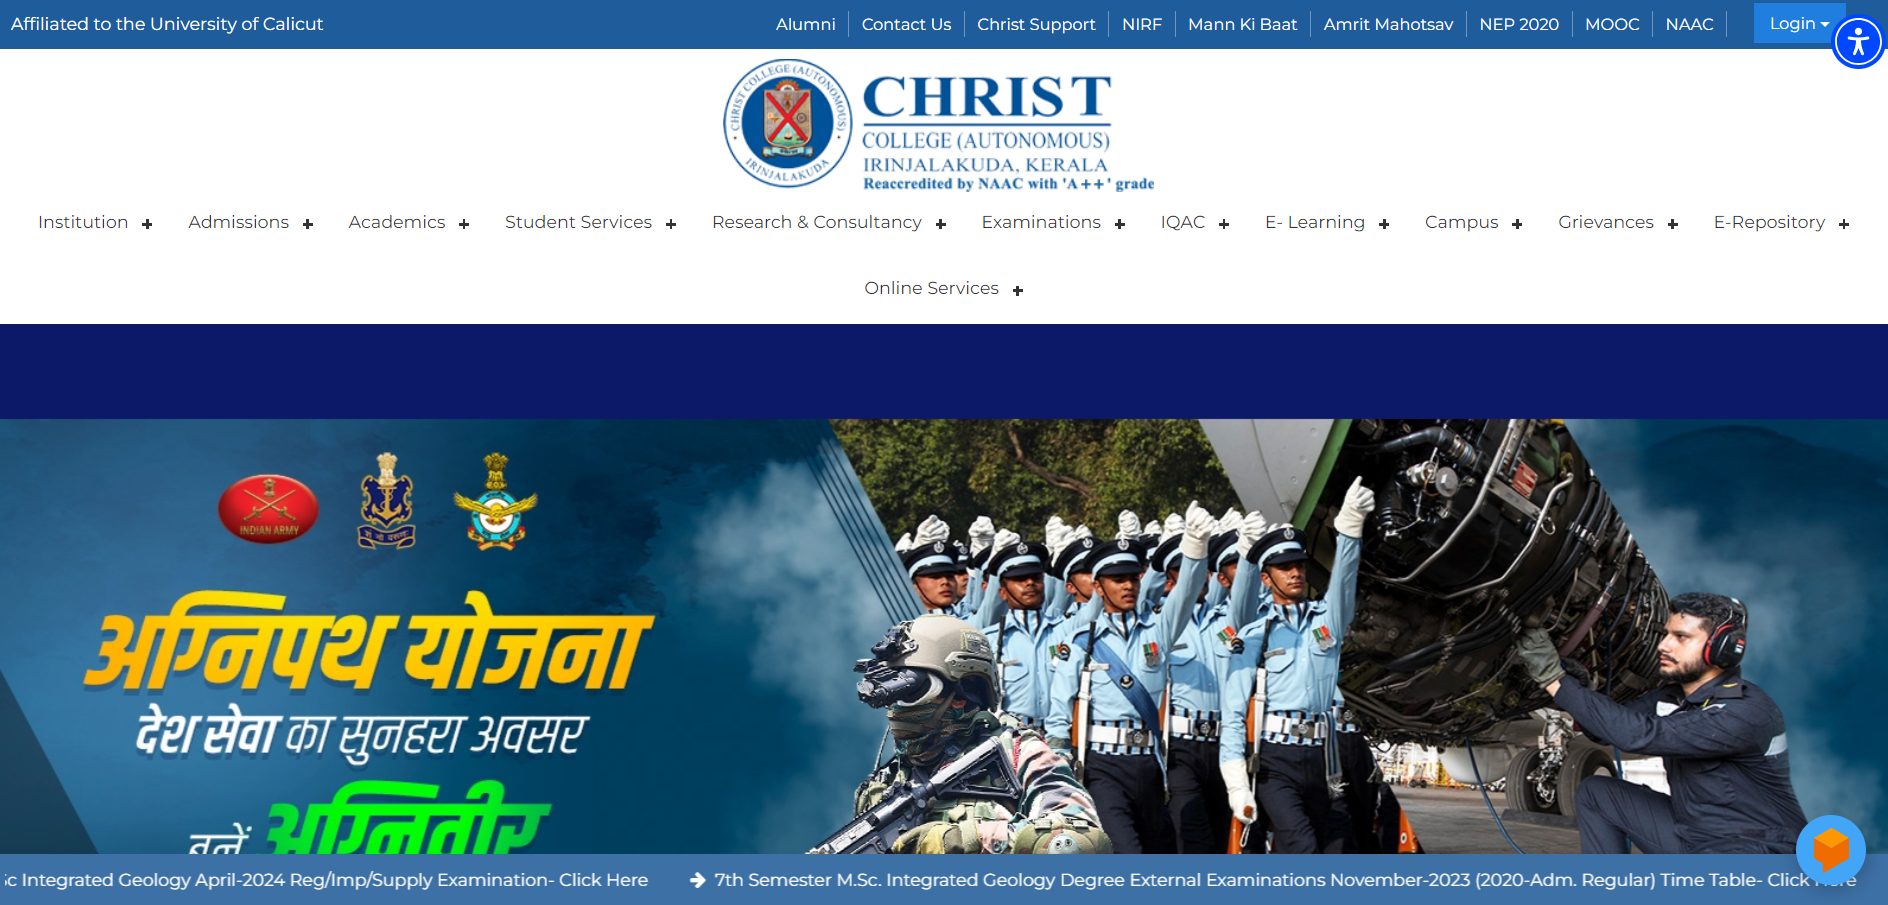 Affiliated to the University of Calicut
Alumni
Contact Us
Christ Support
NIRF
Mann Ki Baat
Amrit Mahotsav
NEP 2020
MOOC
NAAC
Login
CHRIST COLLEGE (AUTONOMOUS)
IRINJALAKUDA
CHRIST
COLLEGE (AUTONOMOUS)
IRINJALAKUDA, KERALA
Reaccredited by NAAC with 'A++' grade
Institution
Admissions
Academics
Student Services
Research & Consultancy
Examinations
IQAC
E- Learning
Campus
Grievances
E-Repository
Online Services
INDIAN ARMY
अग्निपथ योजना
देश सेवा का सुनहरा अवसर
बनें अग्निवीर
Integrated Geology April-2024 Reg/Imp/Supply Examination- Click Here
7th Semester M.Sc. Integrated Geology Degree External Examinations November-2023 (2020-Adm. Regular) Time Table- Click Here